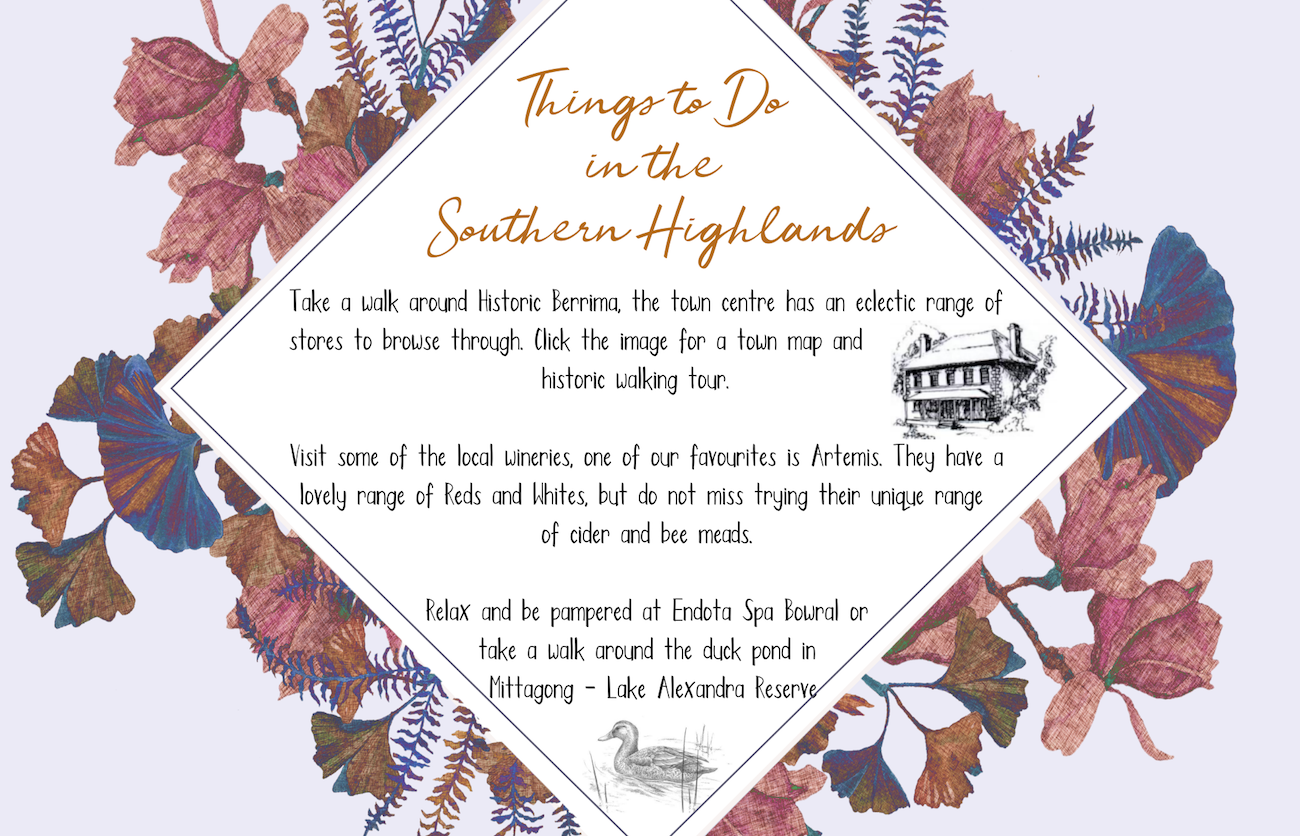 Things to Do
in the
Southern Highlands
Take a walk around Historic Berrima, the town centre has an eclectic range of
stores to browse through. Click the image for a town map and
historic walking tour.
Visit some of the local wineries, one of our favourites is Artemis. They have a
lovely range of Reds and Whites, but do not miss trying their unique range
of cider and bee meads.
Relax and be pampered at Endota Spa Bowral or
take a walk around the duck pond in
Mittagong - Lake Alexandra Reserve